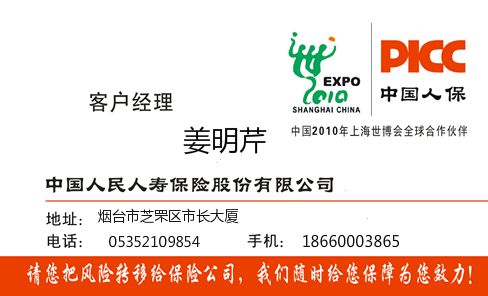 EXPO
2010
SHANGHAI CHINA
PICC
中国人保
中国2010年上海世博会全球合作伙伴
客户经理
姜明芹
中国人民人寿保险股份有限公司
地址: 烟台市芝罘区市长大厦
电话: 05352109854 手机: 18660003865
请您把风险转移给保险公司，我们随时给您保障为您效力!